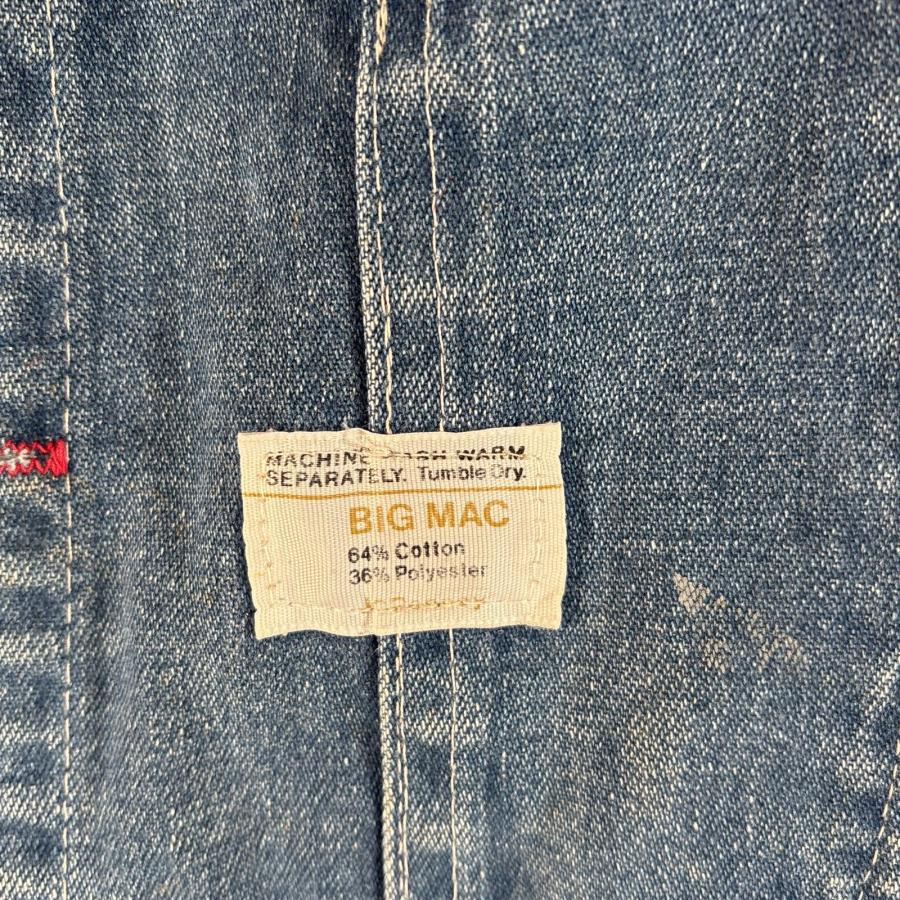 MACHINE WASH WARM
SEPARATELY. Tumble Dry.
BIG MAC
64% Cotton
36% Polyester